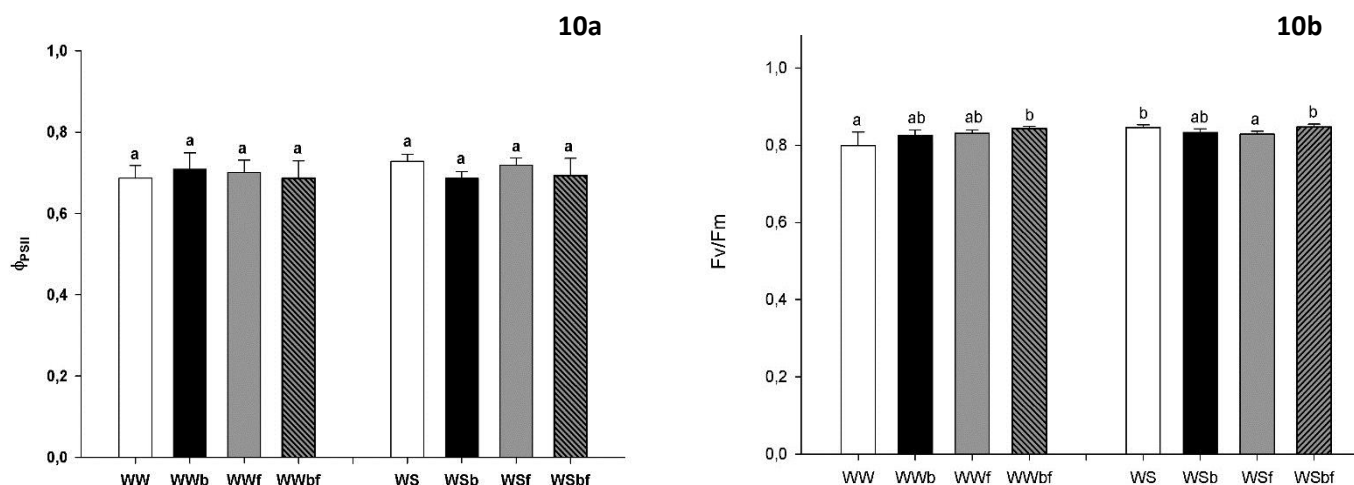 10a
1,0
0,8
0,6
0,4
0,2
0,0
ϕPSII
a a a a a a a a
WW WWb WWf WWbf WS WSb WSf WSbf
10b
1,0
0,8
0,6
0,4
0,2
0,0
Fv/Fm
a ab ab b b ab a b
WW WWb WWf WWbf WS WSb WSf WSbf